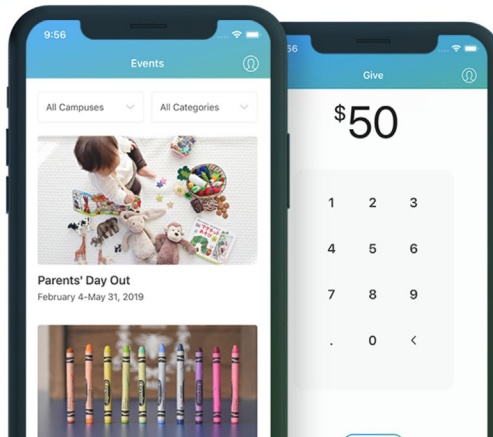 9:56
Events
All Campuses
All Categories
Parents' Day Out
February 4-May 31, 2019
56
Give
$50
1 2 3
4 5 6
7 8 9
. 0 <